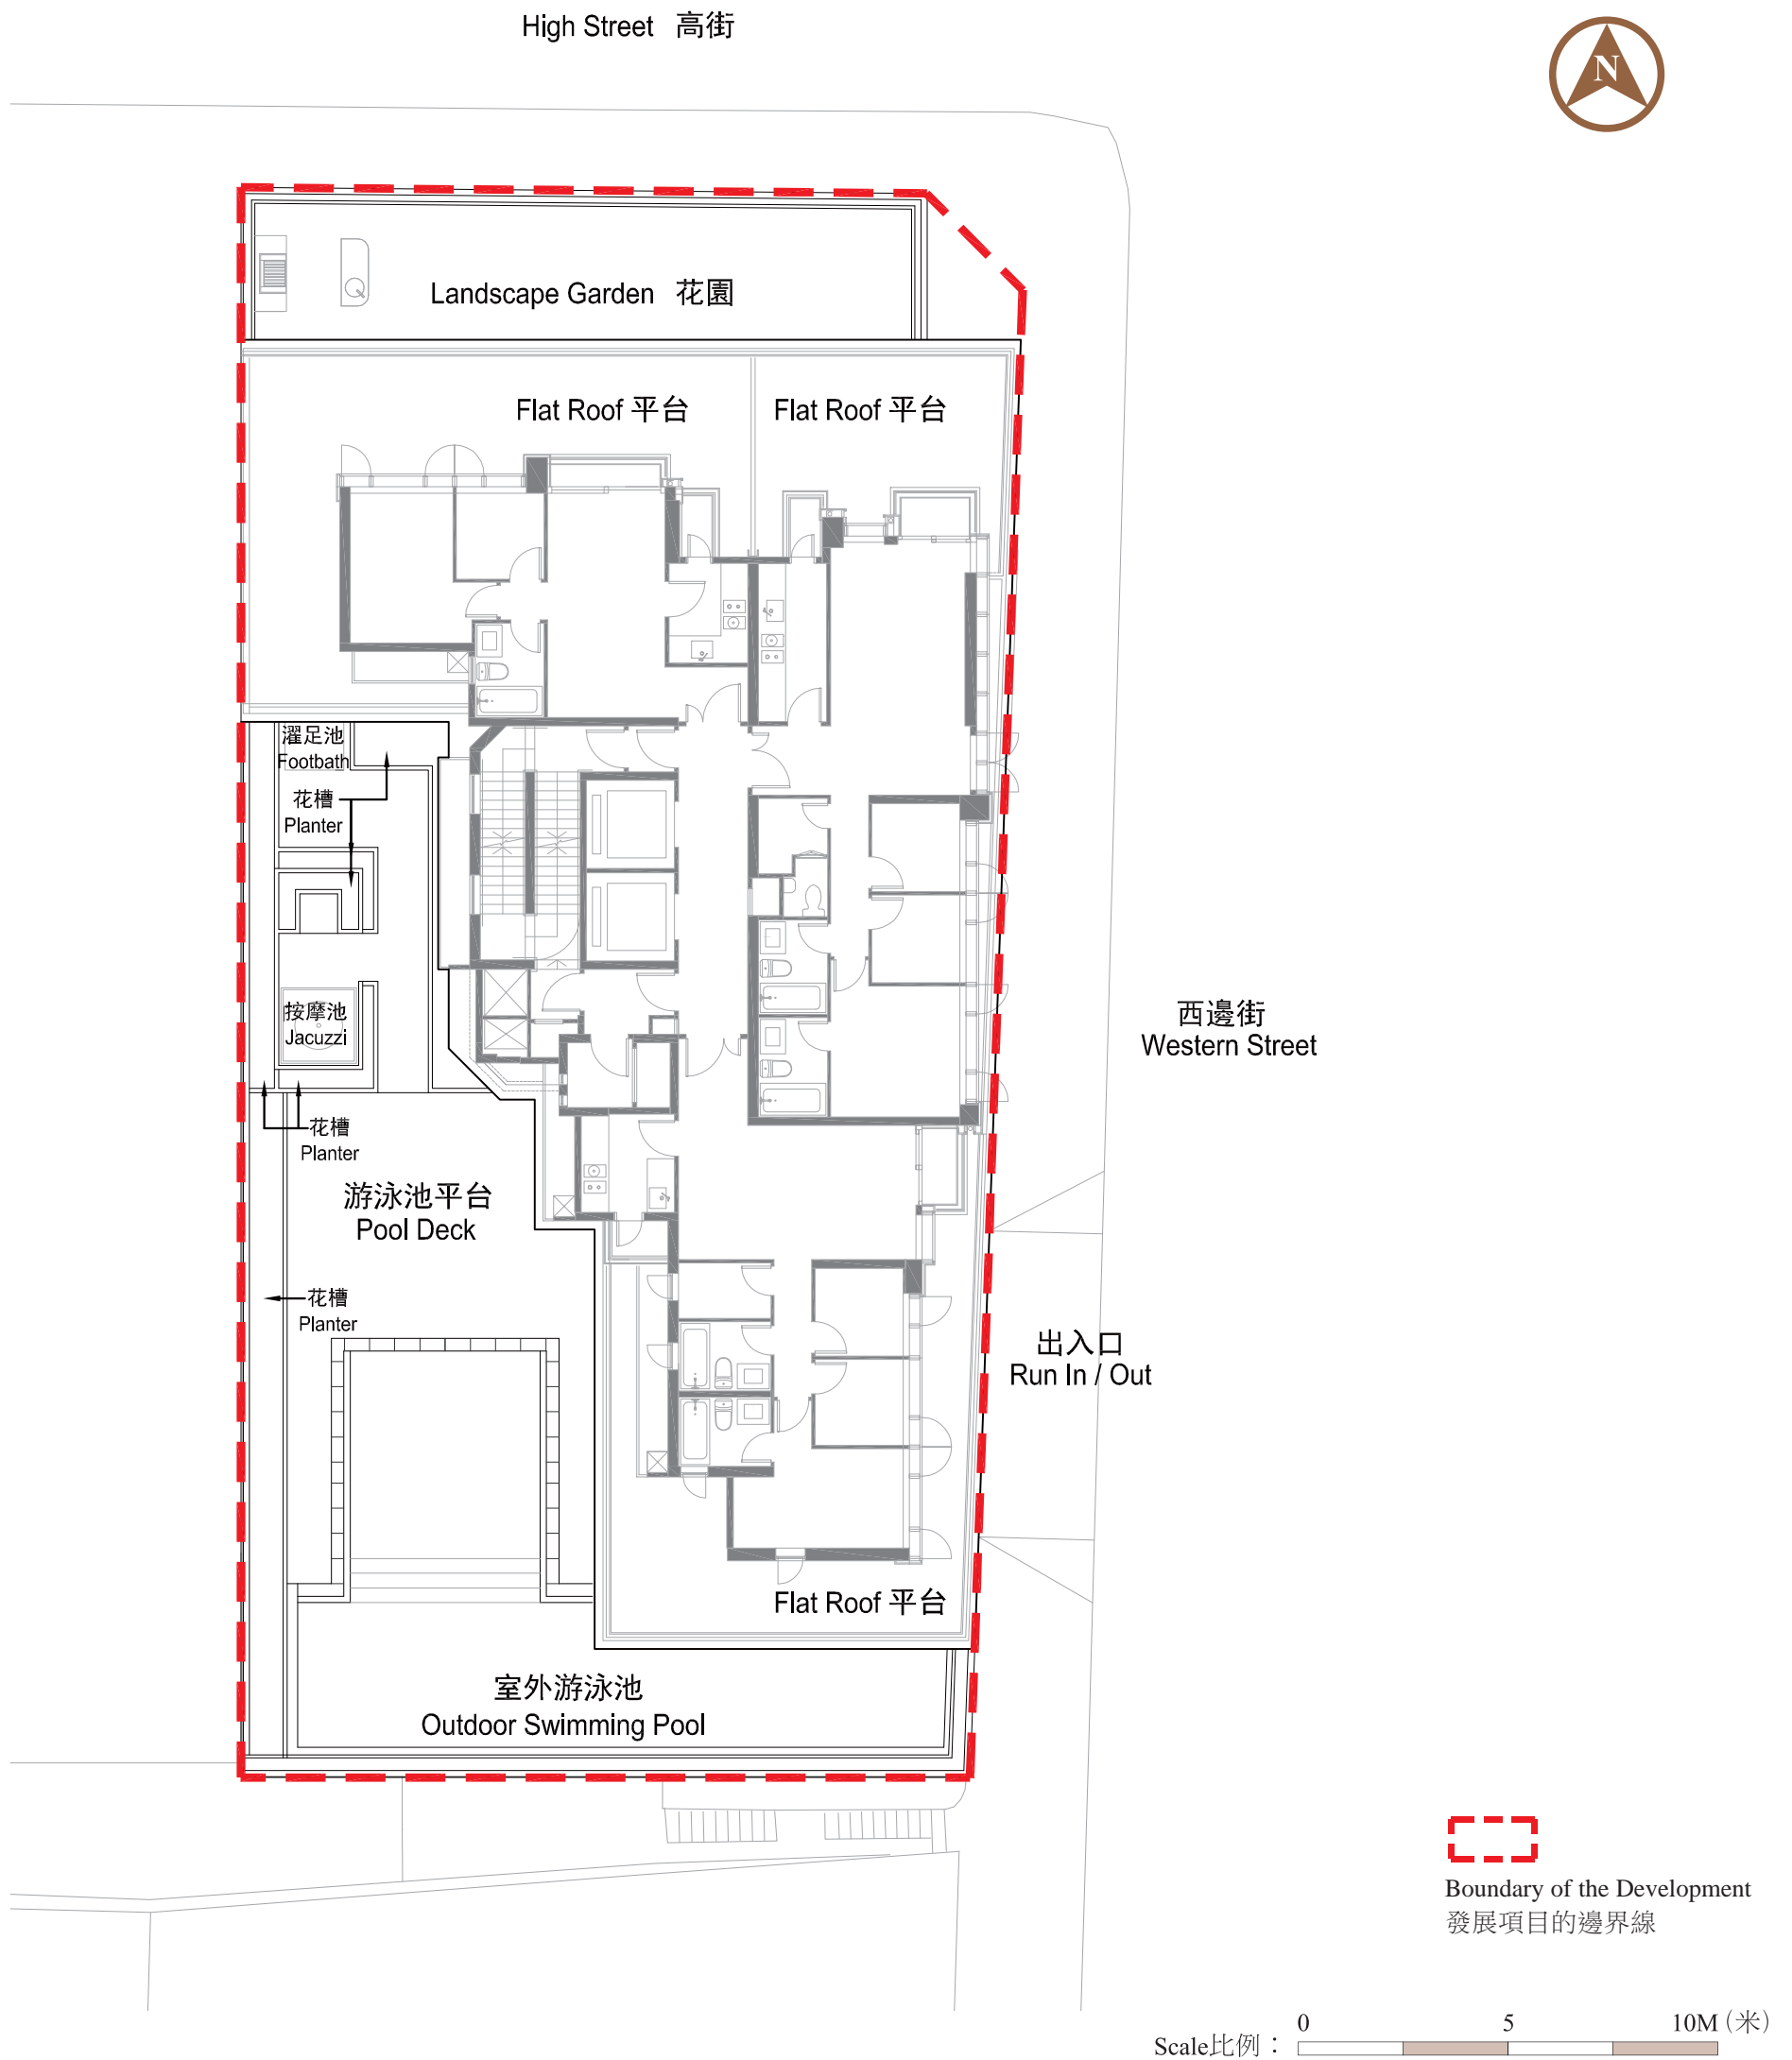 High Street 高街
N
Landscape Garden 花園
Flat Roof 平台
Flat Roof 平台
濯足池
Footbath
花槽
Planter
按摩池
Jacuzzi
西邊街
Western Street
花槽
Planter
游泳池平台
Pool Deck
花槽
Planter
出入口
Run In / Out
Flat Roof 平台
室外游泳池
Outdoor Swimming Pool
Boundary of the Development
發展項目的邊界線
0 5 10M (米)
Scale比例：